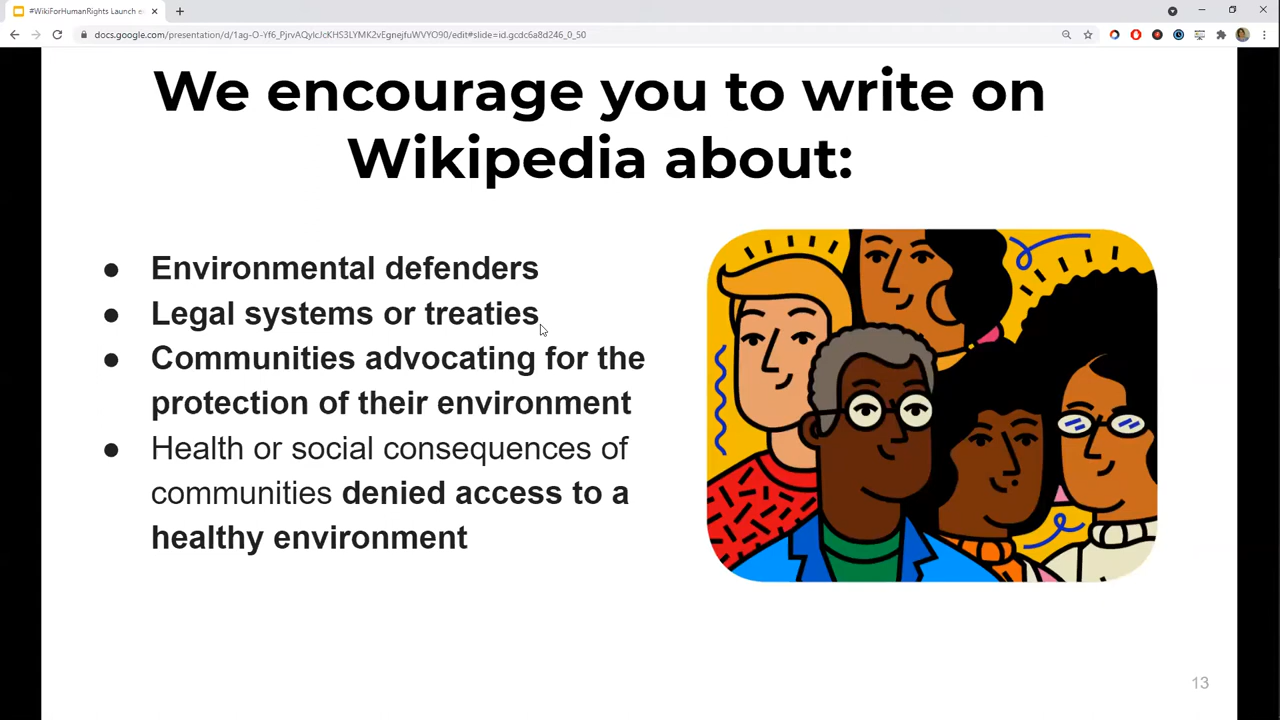 #WikiForHumanRights Launch e
docs.google.com/presentation/d/1ag-O-Yf6_PjrvAQylcJcKHS3LYMK2vEgnejfuWVYO90/edit#slide=id.gcdc6a8d246_0_50
We encourage you to write on
Wikipedia about:
● Environmental defenders
● Legal systems or treaties
● Communities advocating for the
protection of their environment
● Health or social consequences of
communities denied access to a
healthy environment
13